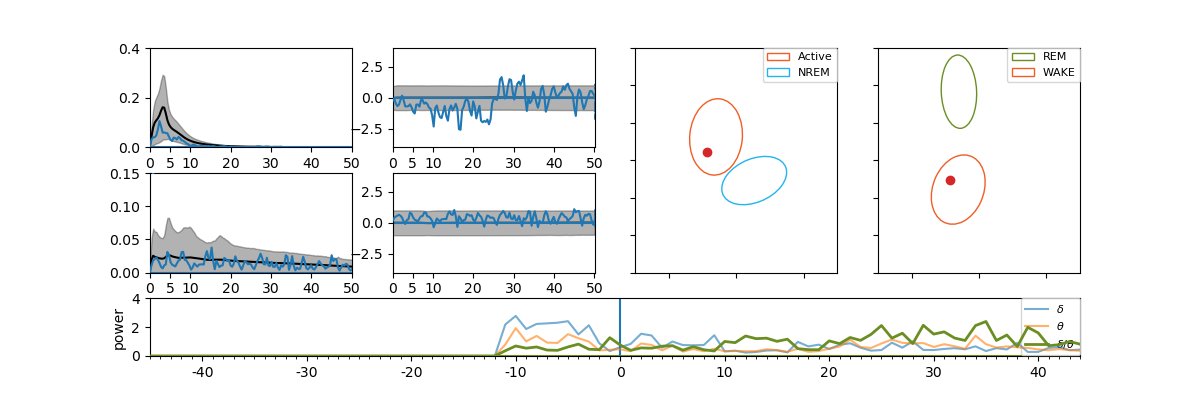 0.4
0.2
0.0
0 5 10 20 30 40 50
2.5
0.0
−2.5
0 5 10 20 30 40 50
Active
NREM
REM
WAKE
0.15
0.10
0.05
0.00
0 5 10 20 30 40 50
2.5
0.0
−2.5
0 5 10 20 30 40 50
power
4
2
0
-40 -30 -20 -10 0 10 20 30 40
δ
θ
δ/θ